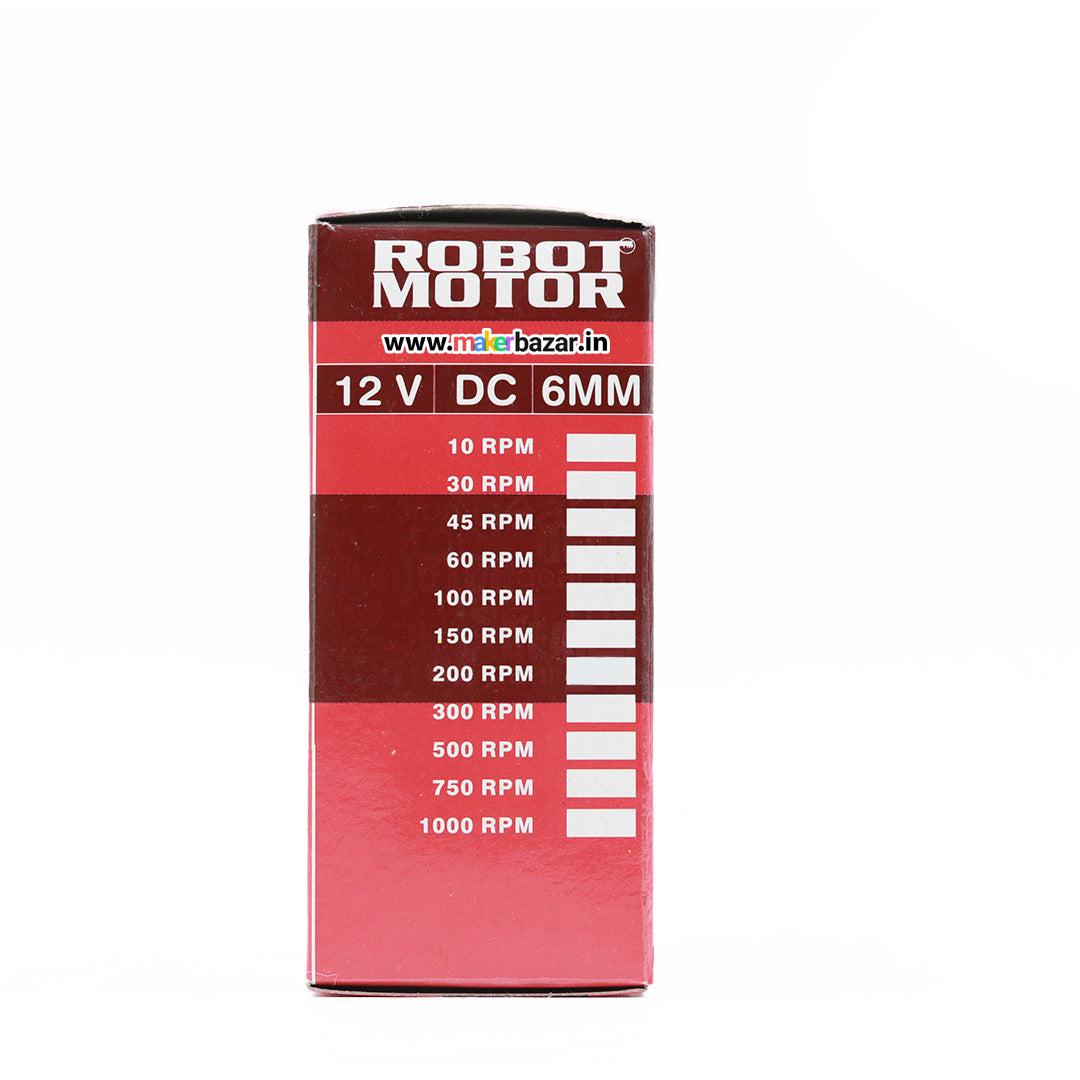 ROBOT
MOTOR
www.makerbazar.in
12 V DC 6MM
10 RPM
30 RPM
45 RPM
60 RPM
100 RPM
150 RPM
200 RPM
300 RPM
500 RPM
750 RPM
1000 RPM